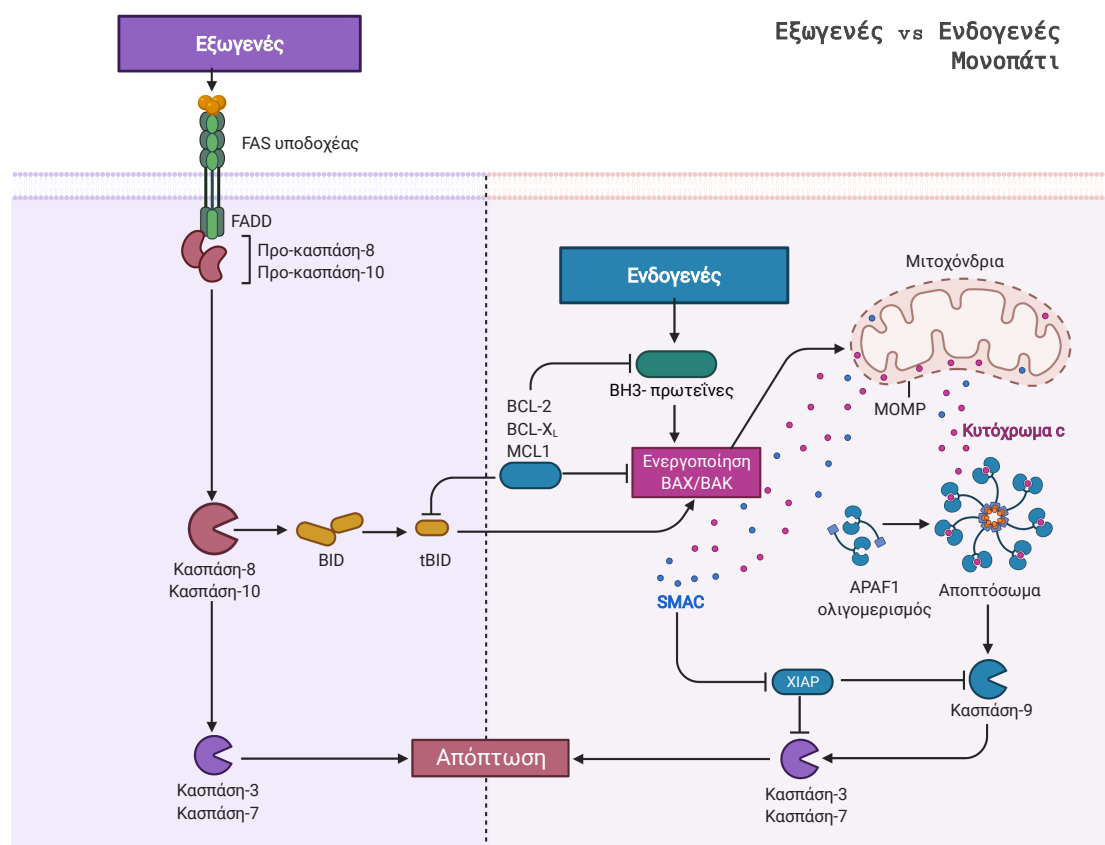 Εξωγενές vs Ενδογενές
Μονοπάτι
Εξωγενές
FAS υποδοχέας
FADD
Προ-κασπάση-8
Προ-κασπάση-10
Ενδογενές
Μιτοχόνδρια
BH3- πρωτεΐνες
BCL-2
BCL-XL
MCL1
MOMP
Κυτόχρωμα c
Ενεργοποίηση
BAX/BAK
Κασπάση-8
Κασπάση-10
BID
tBID
SMAC
APAF1
ολιγομερισμός
Αποπτόσωμα
XIAP
Κασπάση-9
Απόπτωση
Κασπάση-3
Κασπάση-7
Κασπάση-3
Κασπάση-7